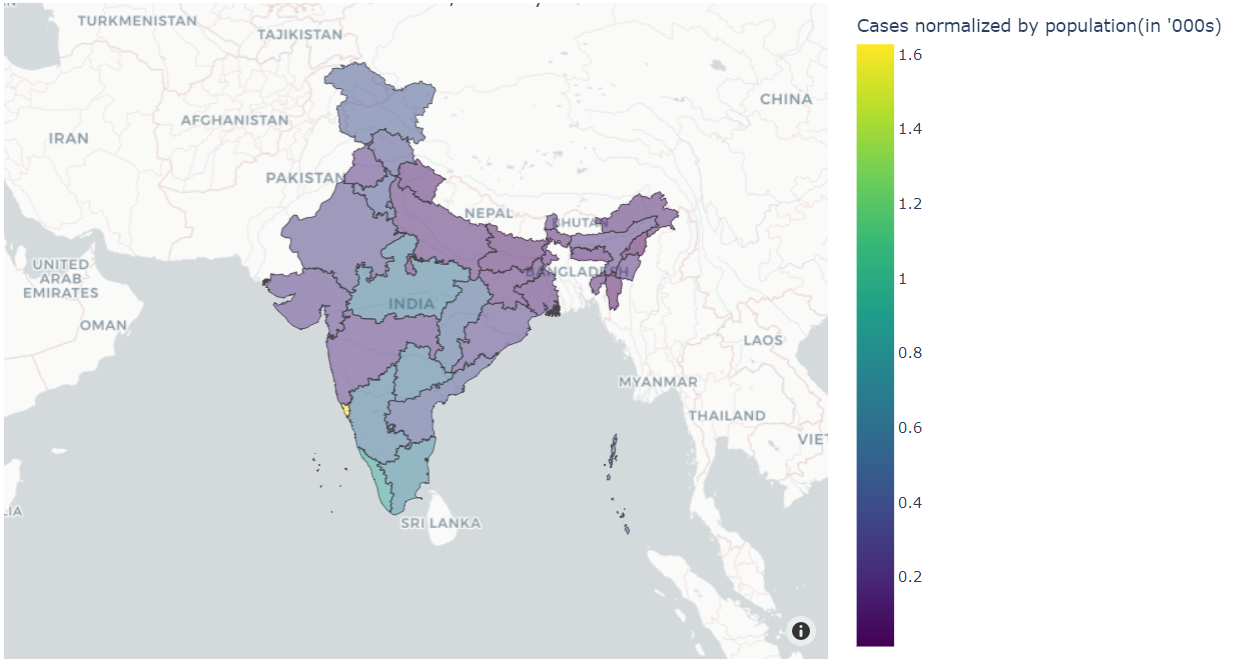 TURKMENISTAN
TAJIKISTAN
CHINA
AFGHANISTAN
IRAN
PAKISTAN
NEPAL
BHUTAN
UNITED
ARAB
EMIRATES
BANGLADESH
INDIA
OMAN
LAOS
MYANMAR
THAILAND
VIET
SRI LANKA
LIA
Cases normalized by population(in '000s)
1.6
1.4
1.2
1
0.8
0.6
0.4
0.2